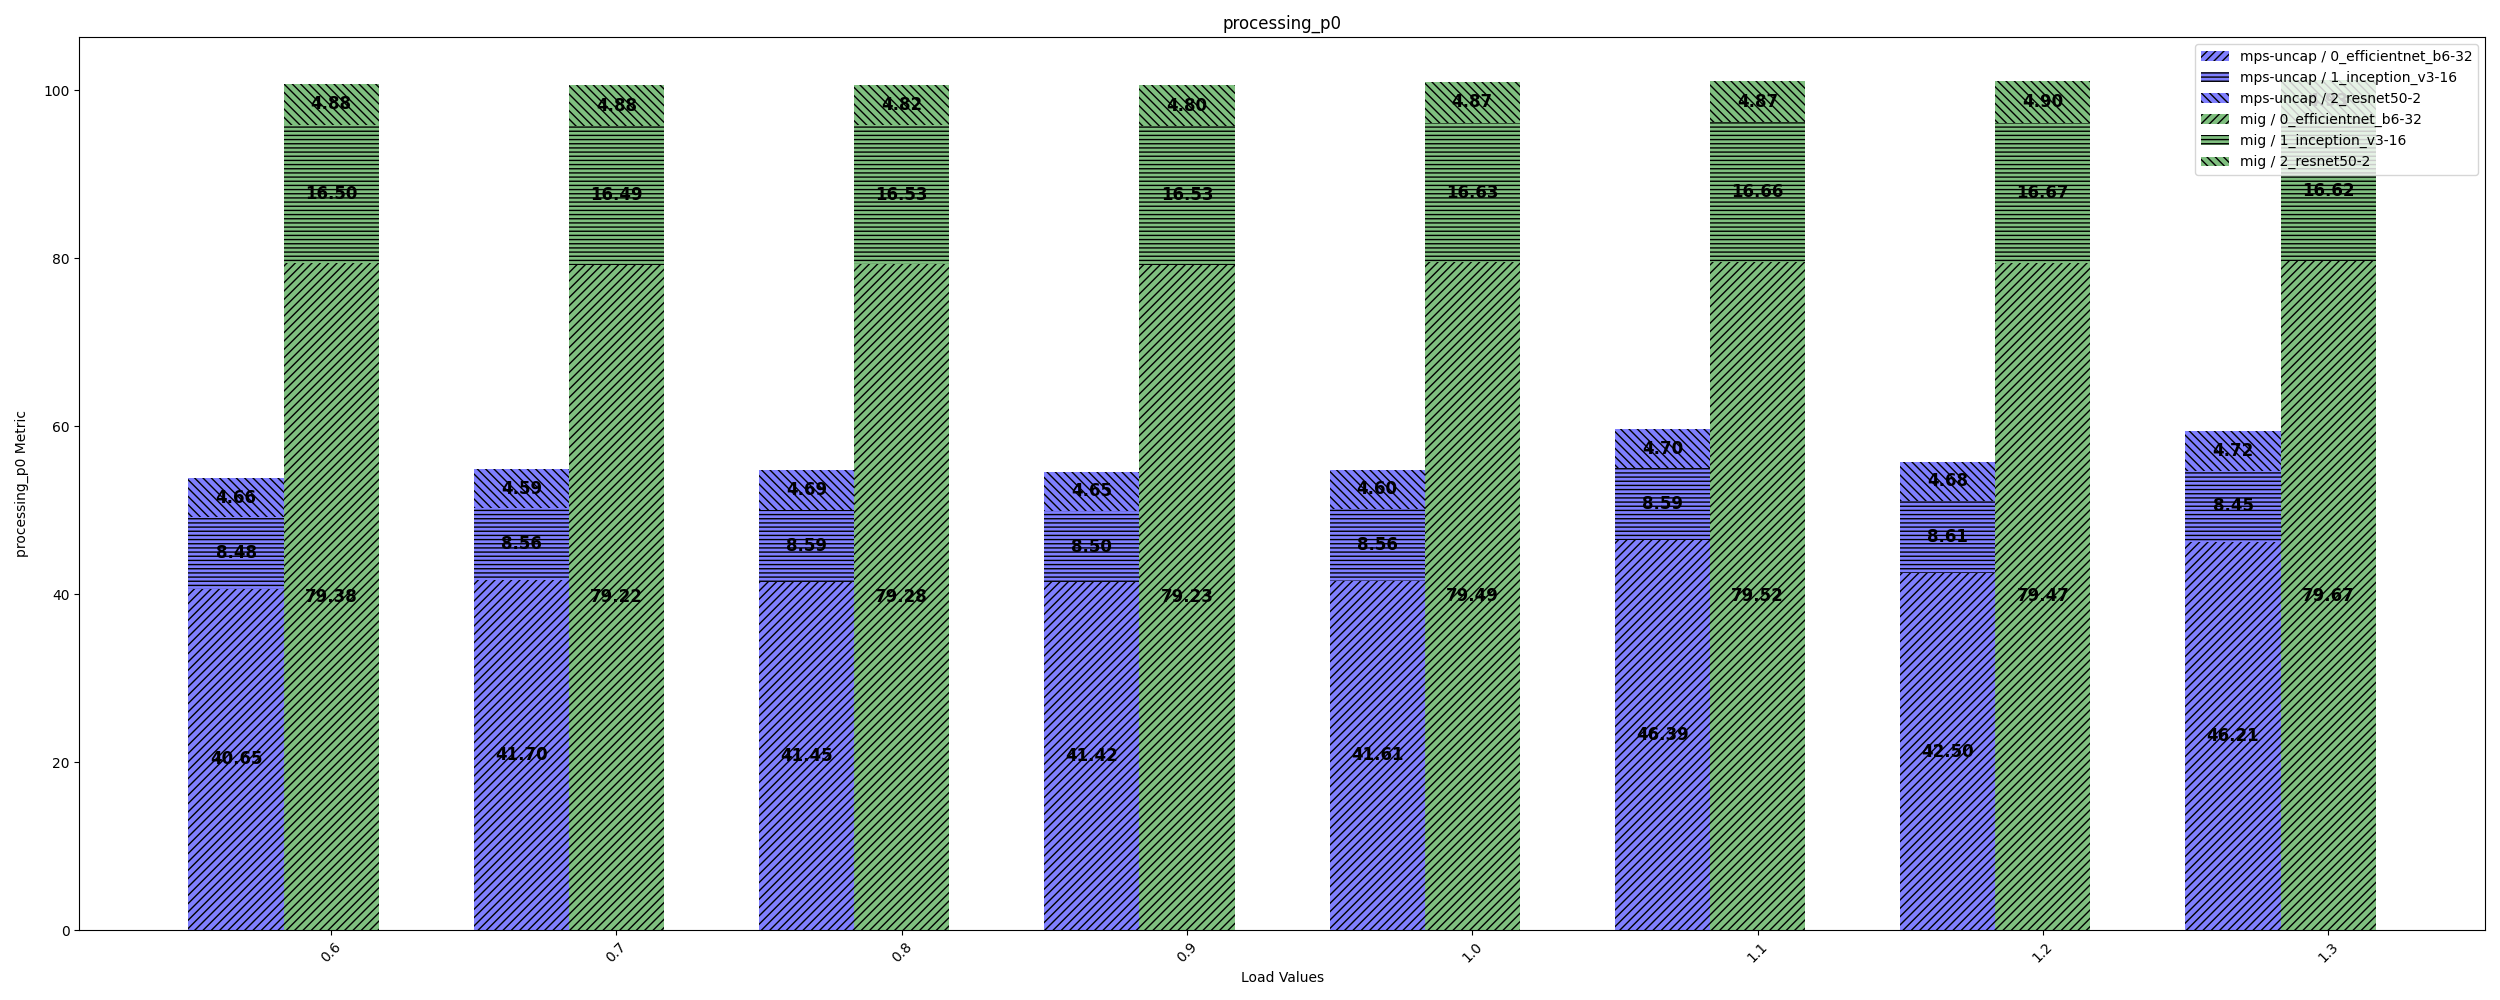 processing_p0
mps-uncap / 0_efficientnet_b6-32
mps-uncap / 1_inception_v3-16
mps-uncap / 2_resnet50-2
mig / 0_efficientnet_b6-32
mig / 1_inception_v3-16
mig / 2_resnet50-2
100
80
60
40
20
0
processing_p0 Metric
4.88 4.88 4.82 4.80 4.87 4.87 4.90
16.50 16.49 16.53 16.53 16.63 16.66 16.67 16.62
4.66 4.59 4.69 4.65 4.60 4.70 4.68 4.72
8.48 8.56 8.59 8.50 8.56 8.59 8.61 8.45
79.38 79.22 79.28 79.23 79.49 79.52 79.47 79.67
40.65 41.70 41.45 41.42 41.61 46.39 42.50 46.21
0.6 0.7 0.8 0.9 1.0 1.1 1.2 1.3
Load Values